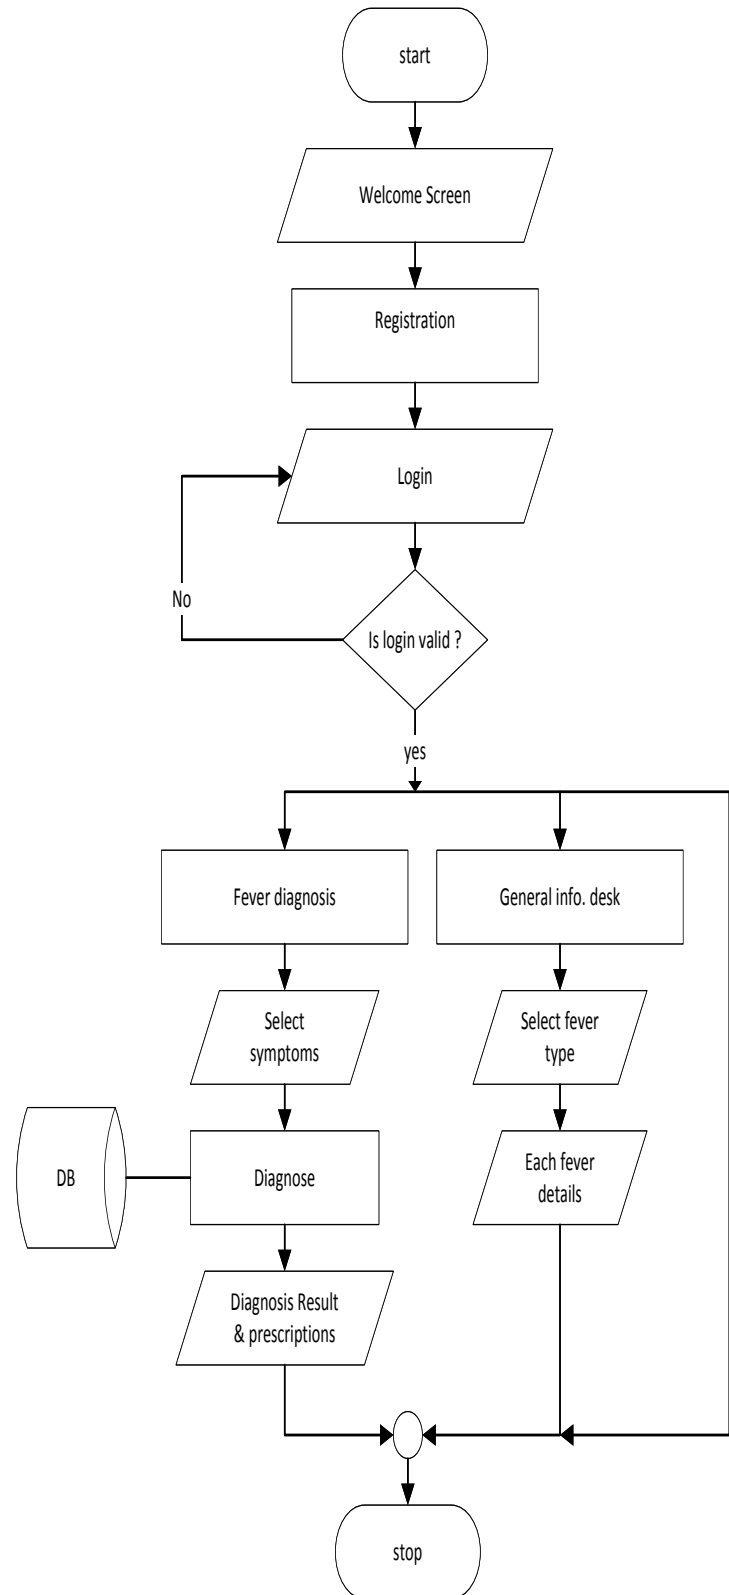 start
Welcome Screen
Registration
Login
No
Is login valid ?
yes
Fever diagnosis
General info. desk
Select
symptoms
Select fever
type
DB
Diagnose
Each fever
details
Diagnosis Result
& prescriptions
stop